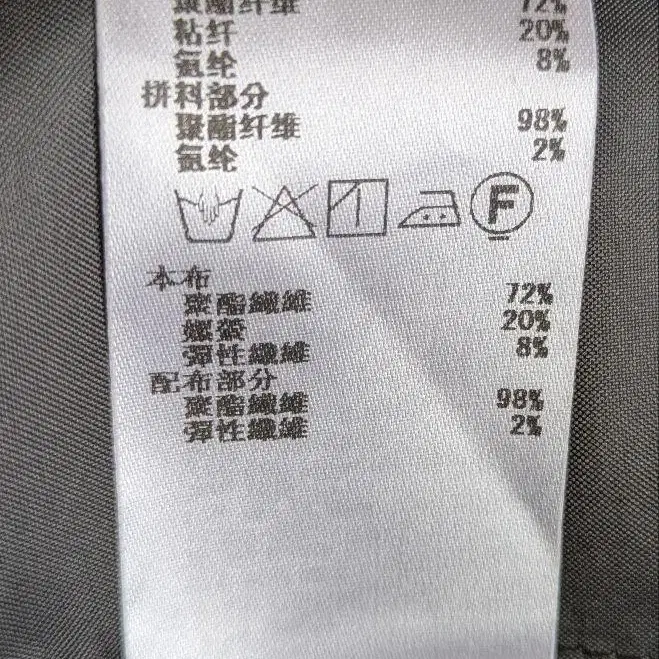 聚酯纤维 72%
粘纤 20%
氨纶 8%
拼料部分
聚酯纤维 98%
氨纶 2%
F
本布
聚酯纖維 72%
嫘縈 20%
彈性纖維 8%
配布部分
聚酯纖維 98%
彈性纖維 2%